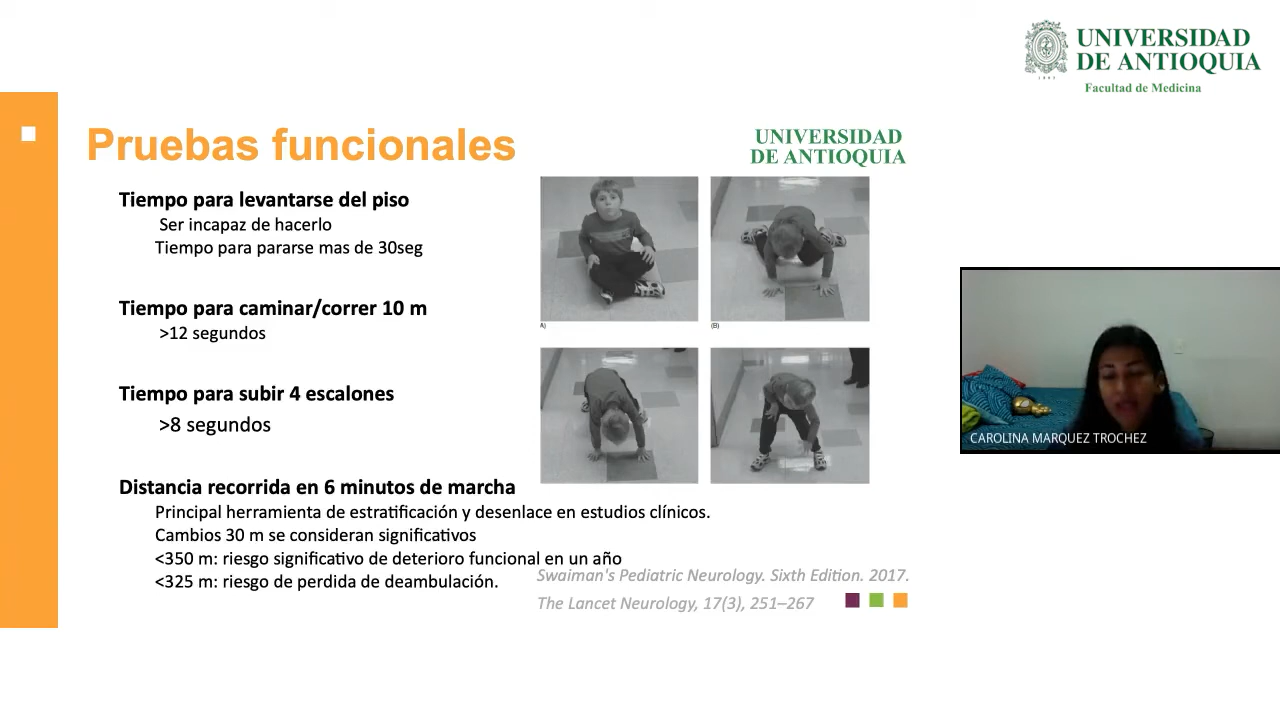 UNIVERSIDAD
DE ANTIOQUIA
1803
Facultad de Medicina
Pruebas funcionales
UNIVERSIDAD
DE ANTIOQUIA
Tiempo para levantarse del piso
Ser incapaz de hacerlo
Tiempo para pararse mas de 30seg
Tiempo para caminar/correr 10 m
>12 segundos
Tiempo para subir 4 escalones
>8 segundos
Distancia recorrida en 6 minutos de marcha
Principal herramienta de estratificación y desenlace en estudios clínicos.
Cambios 30 m se consideran significativos
<350 m: riesgo significativo de deterioro funcional en un año
<325 m: riesgo de perdida de deambulación.
A)
(B)
Swaiman's Pediatric Neurology. Sixth Edition. 2017.
The Lancet Neurology, 17(3), 251–267
CAROLINA MARQUEZ TROCHEZ